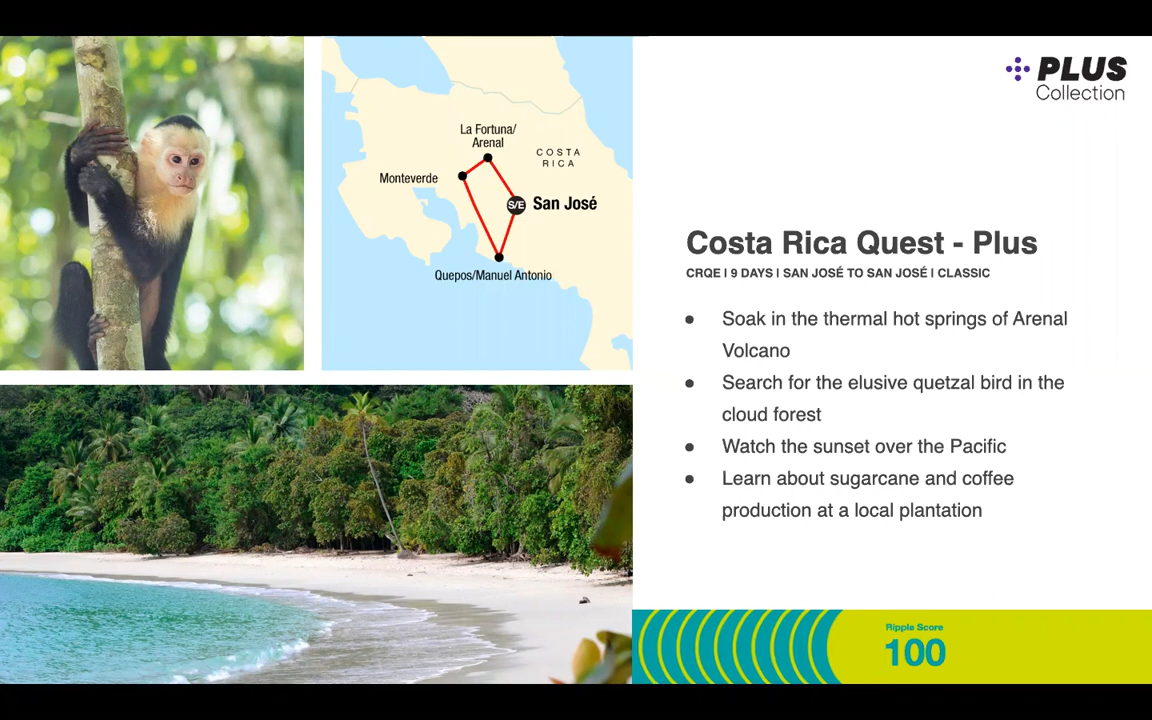 La Fortuna/
Arenal
COSTA
RICA
Monteverde
S/E San José
Quepos/Manuel Antonio
PLUS
Collection
Costa Rica Quest - Plus
CRQE | 9 DAYS | SAN JOSÉ TO SAN JOSÉ | CLASSIC
● Soak in the thermal hot springs of Arenal
Volcano
● Search for the elusive quetzal bird in the
cloud forest
● Watch the sunset over the Pacific
● Learn about sugarcane and coffee
production at a local plantation
Ripple Score
100